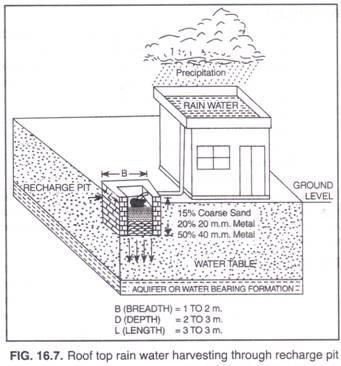 Precipitation
RAIN WATER
B
RECHARGE PIT
GROUND
LEVEL
15% Coarse Sand
20% 20 m.m. Metal
50% 40 m.m. Metal
WATER TABLE
AQUIFER OR WATER BEARING FORMATION
B (BREADTH) = 1 TO 2 m.
D (DEPTH) = 2 TO 3 m.
L (LENGTH) = 3 TO 3 m.
FIG. 16.7. Roof top rain water harvesting through recharge pit